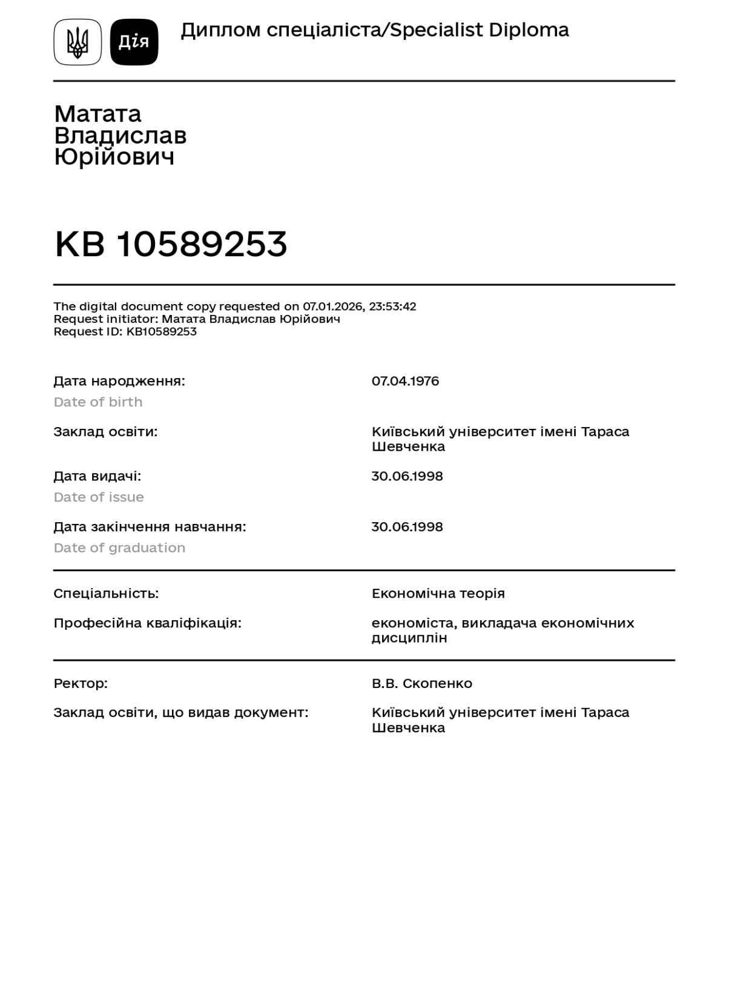 Дія
Диплом спеціаліста/Specialist Diploma
Матата
Владислав
Юрійович
КВ 10589253
The digital document copy requested on 07.01.2026, 23:53:42
Request initiator: Матата Владислав Юрійович
Request ID: КВ10589253
Дата народження: 07.04.1976
Date of birth
Заклад освіти: Київський університет імені Тараса
Шевченка
Дата видачі: 30.06.1998
Date of issue
Дата закінчення навчання: 30.06.1998
Date of graduation
Спеціальність: Економічна теорія
Професійна кваліфікація: економіста, викладача економічних
дисциплін
Ректор: В.В. Скопенко
Заклад освіти, що видав документ: Київський університет імені Тараса
Шевченка